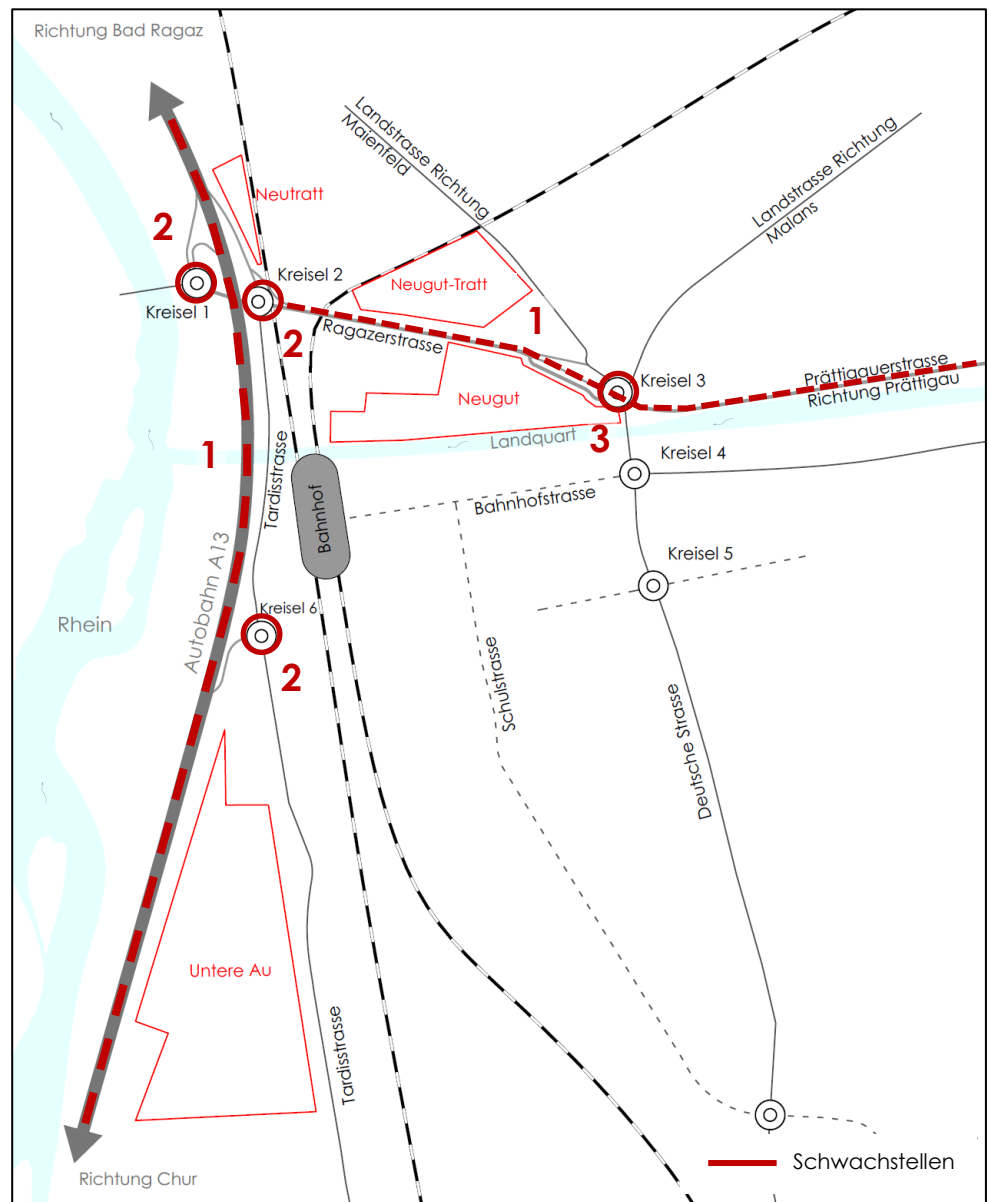 Richtung Bad Ragaz
Landstrasse Richtung
Maienfeld
Landstrasse Richtung
Malans
Neutratt
2
Kreisel 2
Neugut-Tratt
Kreisel 1
1
2
Ragazerstrasse
Kreisel 3
Prättigauerstrasse
Richtung Prättigau
Neugut
3
Landquart
1
Tardisstrasse
Kreisel 4
Bahnhof
Bahnhofstrasse
Autobahn A13
Kreisel 5
Rhein
Kreisel 6
2
Schulstrasse
Deutsche Strasse
Untere Au
Tardisstrasse
Schwachstellen
Richtung Chur